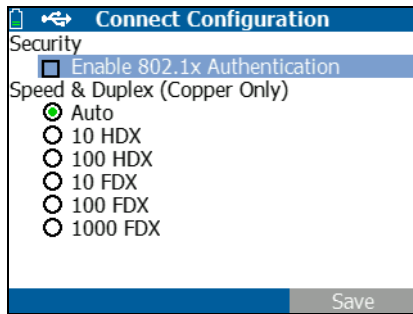 Connect Configuration
Security
Enable 802.1x Authentication
Speed & Duplex (Copper Only)
Auto
10 HDX
100 HDX
10 FDX
100 FDX
1000 FDX
Save